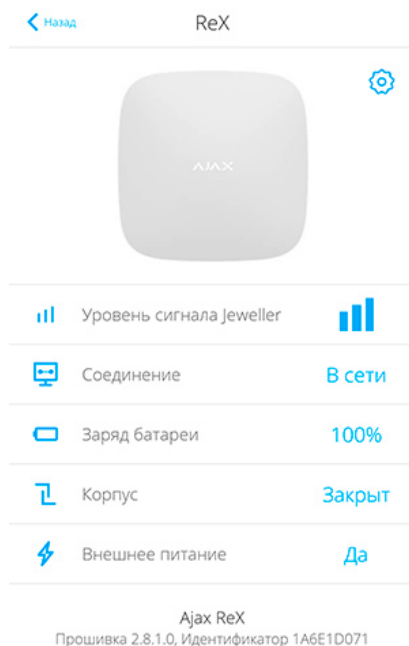 Назад
ReX
AJAX
Уровень сигнала Jeweller
Соединение
В сети
Заряд батареи
100%
Корпус
Закрыт
Внешнее питание
Да
Ajax ReX
Прошивка 2.8.1.0, Идентификатор 1A6E1D071